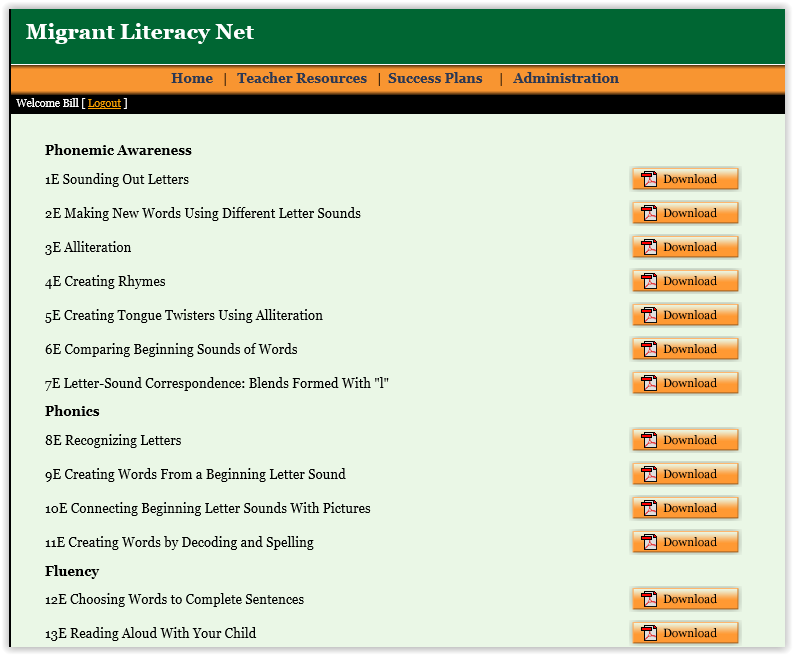 Migrant Literacy Net
Home | Teacher Resources | Success Plans | Administration
Welcome Bill [ Logout ]
Phonemic Awareness
1E Sounding Out Letters Download
2E Making New Words Using Different Letter Sounds Download
3E Alliteration Download
4E Creating Rhymes Download
5E Creating Tongue Twisters Using Alliteration Download
6E Comparing Beginning Sounds of Words Download
7E Letter-Sound Correspondence: Blends Formed With "l" Download
Phonics
8E Recognizing Letters Download
9E Creating Words From a Beginning Letter Sound Download
10E Connecting Beginning Letter Sounds With Pictures Download
11E Creating Words by Decoding and Spelling Download
Fluency
12E Choosing Words to Complete Sentences Download
13E Reading Aloud With Your Child Download